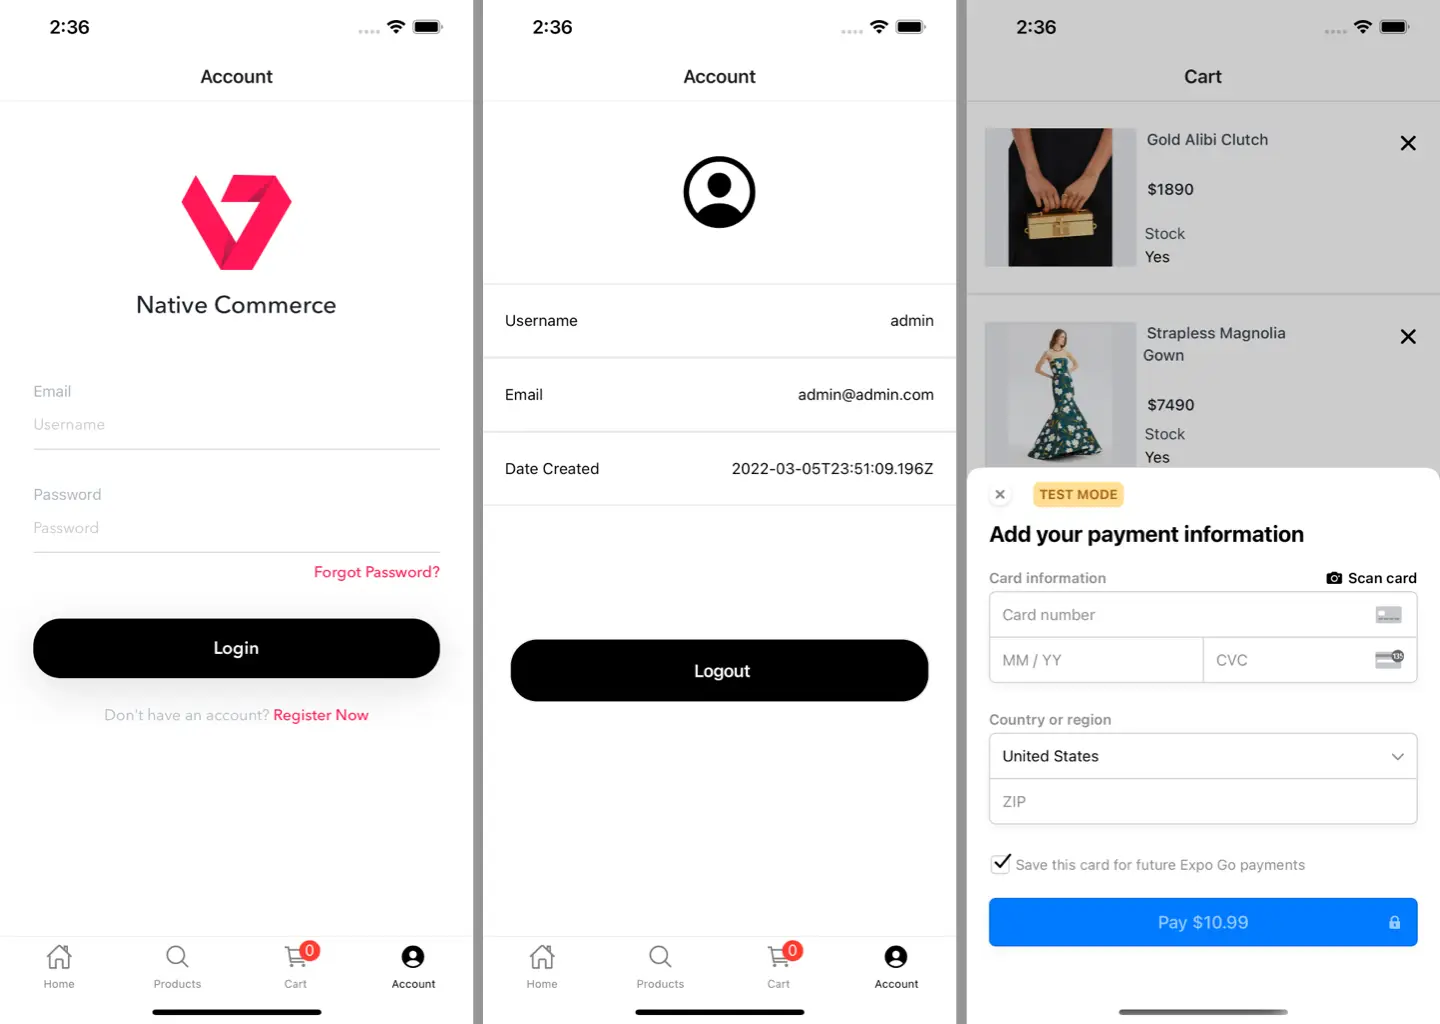 2:36
Account
Native Commerce
Email
Username
Password
Password
Forgot Password?
Login
Don't have an account? Register Now
0
Home
Products
Cart
Account
2:36
Account
Username
admin
Email
admin@admin.com
Date Created
2022-03-05T23:51:09.196Z
Logout
0
Home
Products
Cart
Account
2:36
Cart
Gold Alibi Clutch
$1890
Stock
Yes
Strapless Magnolia
Gown
$7490
Stock
Yes
TEST MODE
Add your payment information
Card information
Scan card
Card number
MM / YY
CVC
135
Country or region
United States
ZIP
Save this card for future Expo Go payments
Pay $10.99